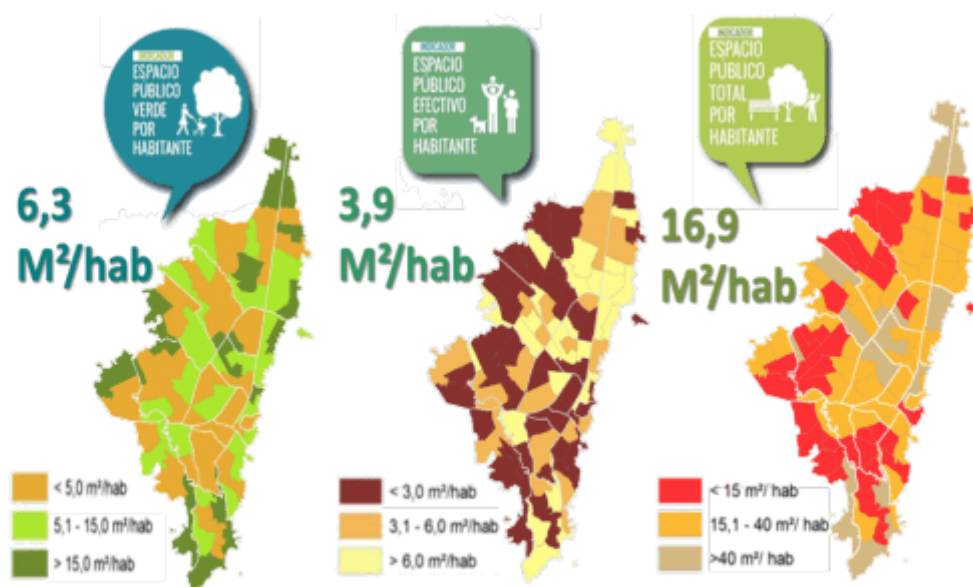 INDICADOR
ESPACIO
PÚBLICO
VERDE
POR
HABITANTE
6,3
M²/hab
< 5,0 m²/hab
5,1 - 15,0 m²/hab
> 15,0 m²/hab
INDICADOR
ESPACIO
PÚBLICO
EFECTIVO
POR
HABITANTE
3,9
M²/hab
< 3,0 m²/hab
3,1 - 6,0 m²/hab
> 6,0 m²/hab
INDICADOR
ESPACIO
PÚBLICO
TOTAL
POR
HABITANTE
16,9
M²/hab
< 15 m²/ hab
15,1 - 40 m²/ hab
>40 m²/ hab